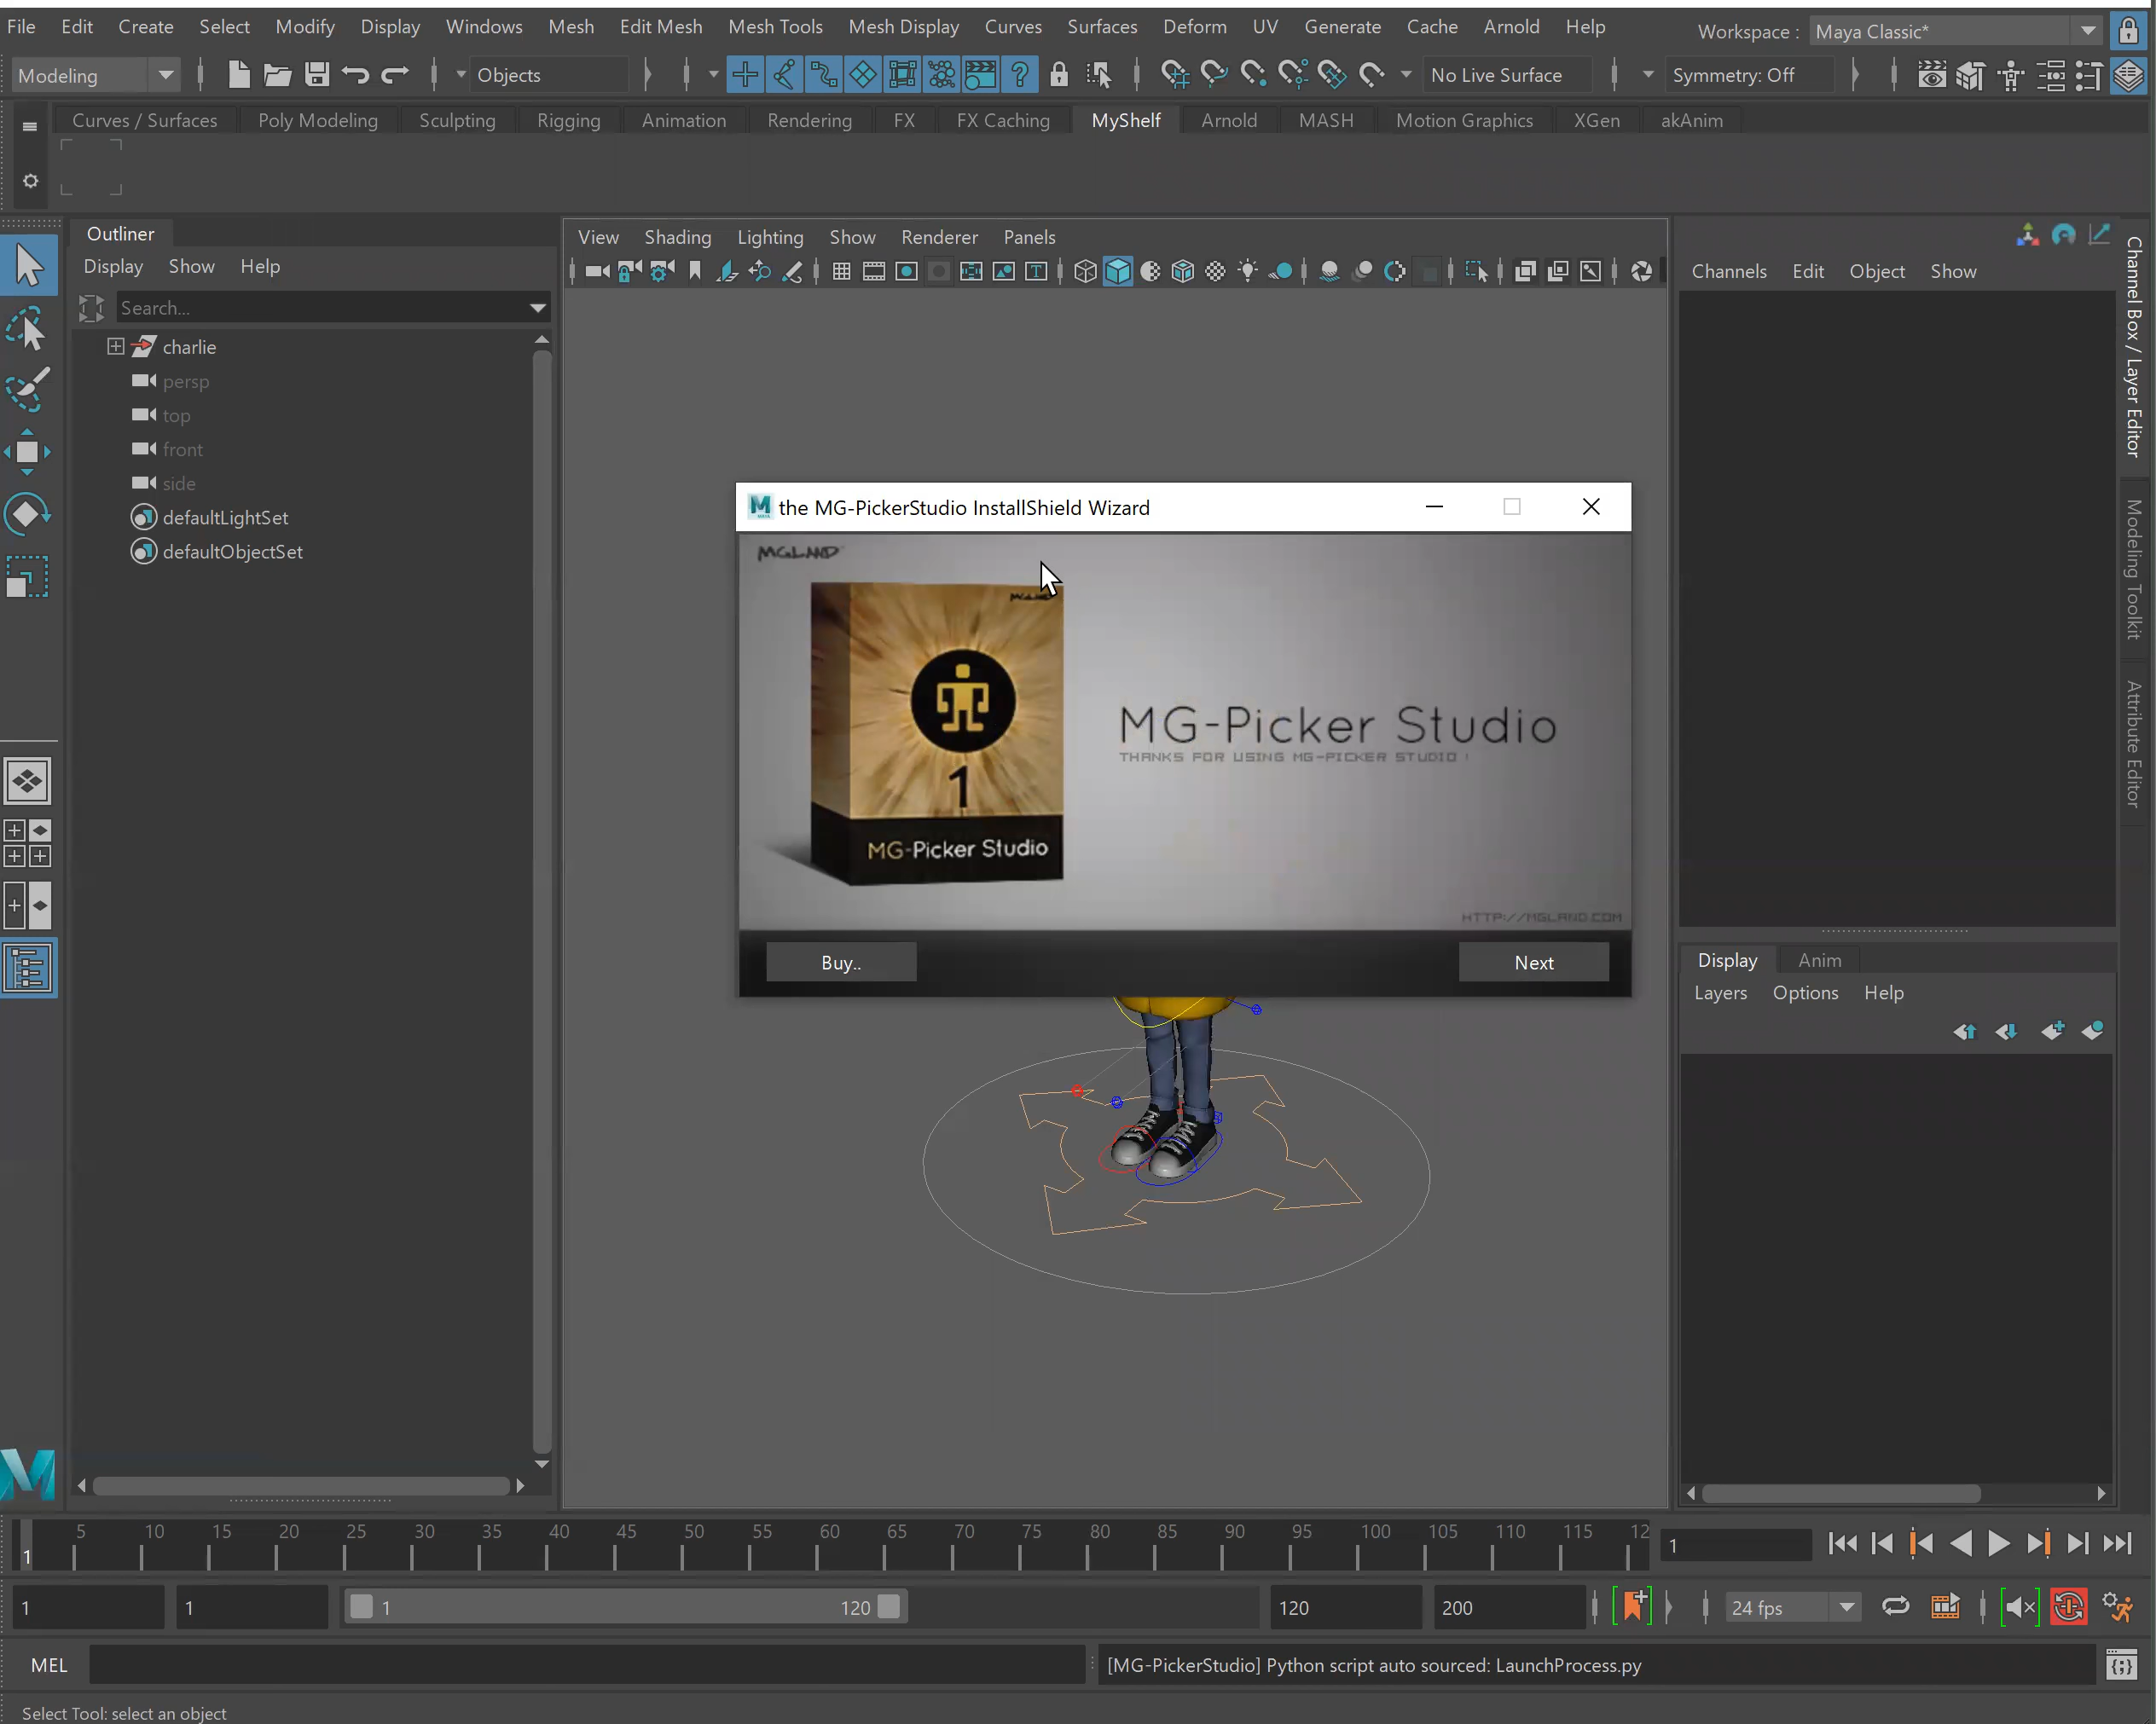 File Edit Create Select Modify Display Windows Mesh Edit Mesh Mesh Tools Mesh Display Curves Surfaces Deform UV Generate Cache Arnold Help Workspace : Maya Classic*
Modeling Objects No Live Surface Symmetry: Off
Curves / Surfaces Poly Modeling Sculpting Rigging Animation Rendering FX FX Caching MyShelf Arnold MASH Motion Graphics XGen akAnim
Outliner
Display Show Help
Search...
charlie
persp
top
front
side
defaultLightSet
defaultObjectSet
View Shading Lighting Show Renderer Panels
the MG-PickerStudio InstallShield Wizard
MGLAND
MGLAND
1
MG-Picker Studio
MG-Picker Studio
THANKS FOR USING MG-PICKER STUDIO !
HTTP://MGLAND.COM
Buy..
Next
Channels Edit Object Show
Channel Box / Layer Editor
Modeling Toolkit
Attribute Editor
Display Anim
Layers Options Help
5 10 15 20 25 30 35 40 45 50 55 60 65 70 75 80 85 90 95 100 105 110 115 12
1
1
1 1 1 120 120 200 24 fps
MEL [MG-PickerStudio] Python script auto sourced: LaunchProcess.py
Select Tool: select an object